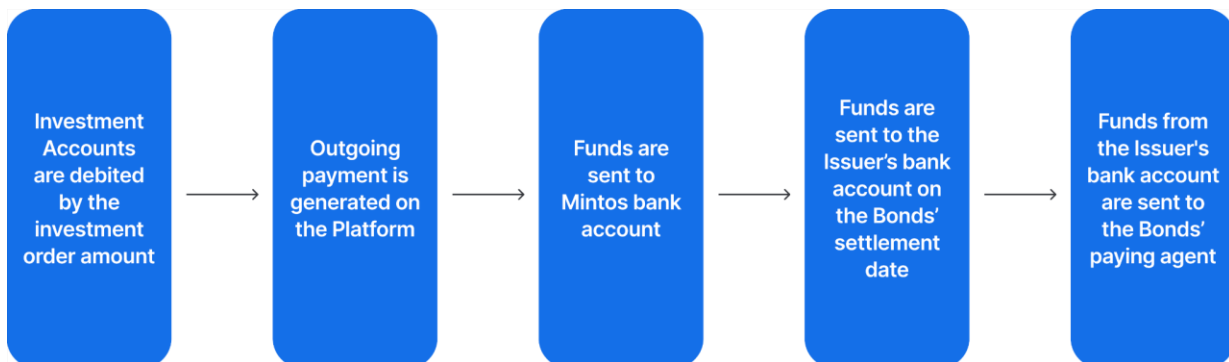 Investment
Accounts
are debited
by the
investment
order amount
Outgoing
payment is
generated on
the Platform
Funds are
sent to
Mintos bank
account
Funds are
sent to the
Issuer’s bank
account on
the Bonds’
settlement
date
Funds from
the Issuer's
bank account
are sent to
the Bonds’
paying agent